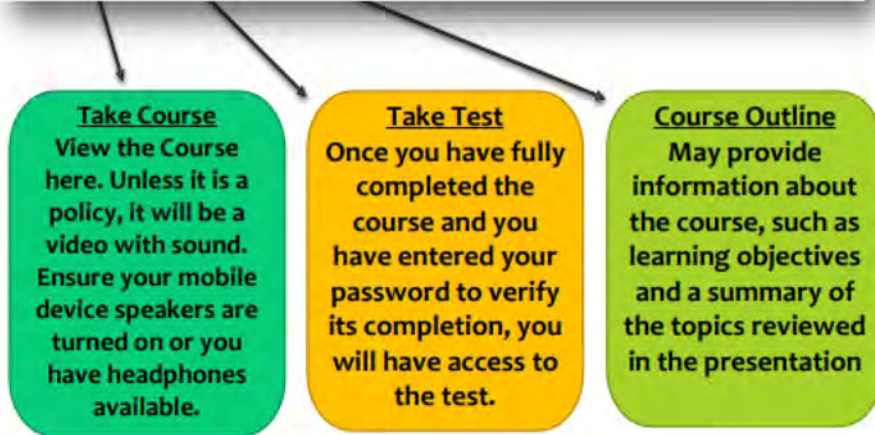 Take Course
View the Course
here. Unless it is a
policy, it will be a
video with sound.
Ensure your mobile
device speakers are
turned on or you
have headphones
available.
Take Test
Once you have fully
completed the
course and you
have entered your
password to verify
its completion, you
will have access to
the test.
Course Outline
May provide
information about
the course, such as
learning objectives
and a summary of
the topics reviewed
in the presentation